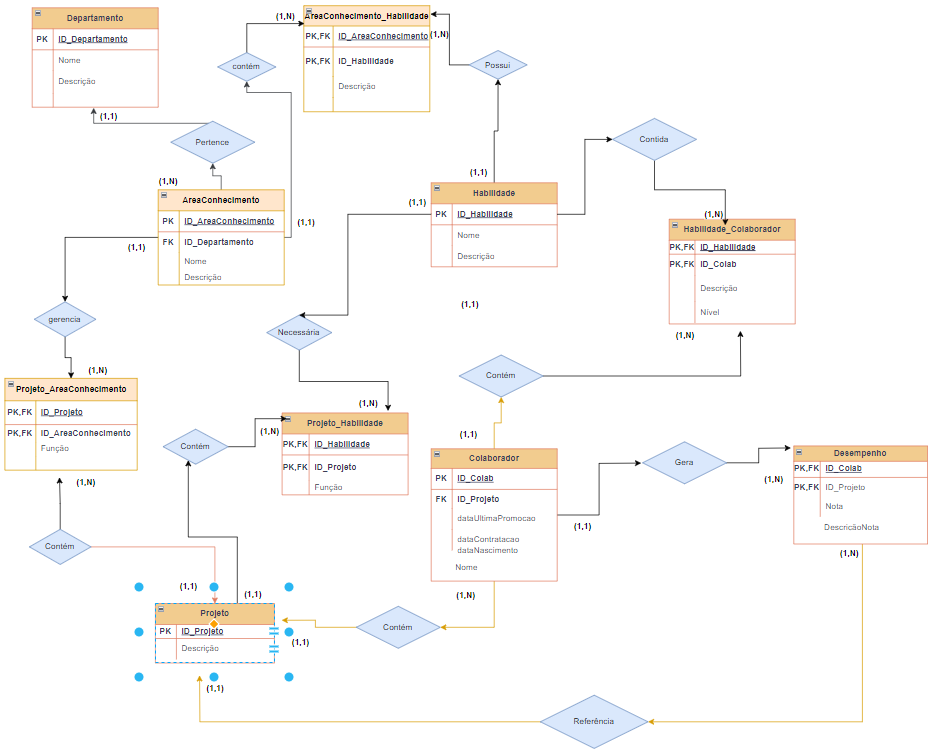 Departamento
PK ID_Departamento
Nome
Descrição
(1,1)
Pertence
(1,N)
(1,N)
contém
AreaConhecimento_Habilidade
PK,FK ID_AreaConhecimento
(1,N)
PK,FK ID_Habilidade
Descrição
Possui
(1,1)
Contida
AreaConhecimento
PK ID_AreaConhecimento
FK ID_Departamento
Nome
Descrição
(1,1)
(1,1)
(1,1)
Habilidade
PK ID_Habilidade
Nome
Descrição
(1,N)
Habilidade_Colaborador
PK,FK ID_Habilidade
PK,FK ID_Colab
Descrição
Nível
(1,N)
(1,1)
gerencia
Necessária
(1,N)
Projeto_AreaConhecimento
PK,FK ID_Projeto
PK,FK ID_AreaConhecimento
Função
(1,N)
Contém
(1,N)
(1,N)
Contém
Projeto_Habilidade
PK,FK ID_Habilidade
PK,FK ID_Projeto
Função
Contém
(1,1)
Colaborador
PK ID_Colab
FK ID_Projeto
dataUltimaPromocao
dataContratacao
dataNascimento
Nome
(1,1)
Gera
(1,N)
Desempenho
PK,FK ID_Colab
PK,FK ID_Projeto
Nota
DescricãoNota
(1,N)
(1,N)
Contém
(1,1)
(1,1)
(1,1)
Projeto
PK ID_Projeto
Descrição
(1,1)
Referência